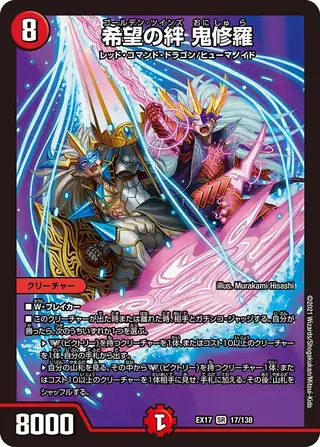 8
ゴールデン・ツインズ おにしゅら
希望の絆 鬼修羅
レッド・コマンド・ドラゴン/ヒューマノイド
illus. Murakami Hisashi
クリーチャー
■W・ブレイカー
■このクリーチャーが出た時または離れた時、相手とガチンコ・ジャッジする。自分が
勝ったら、次のうちいずれか1つを選ぶ。
(ビクトリー)を持つクリーチャーを1体、またはコスト10以上のクリーチャー
を1体、自分の手札から出す。
自分の山札を見る。その中から (ビクトリー)を持つクリーチャーを1体、また
はコスト10以上のクリーチャーを1体相手に見せ、手札に加える。その後、山札を
シャッフルする。
8000
EX17 SR 17/138
©2021 Wizards/Shogakukan/Mitsui-Kids